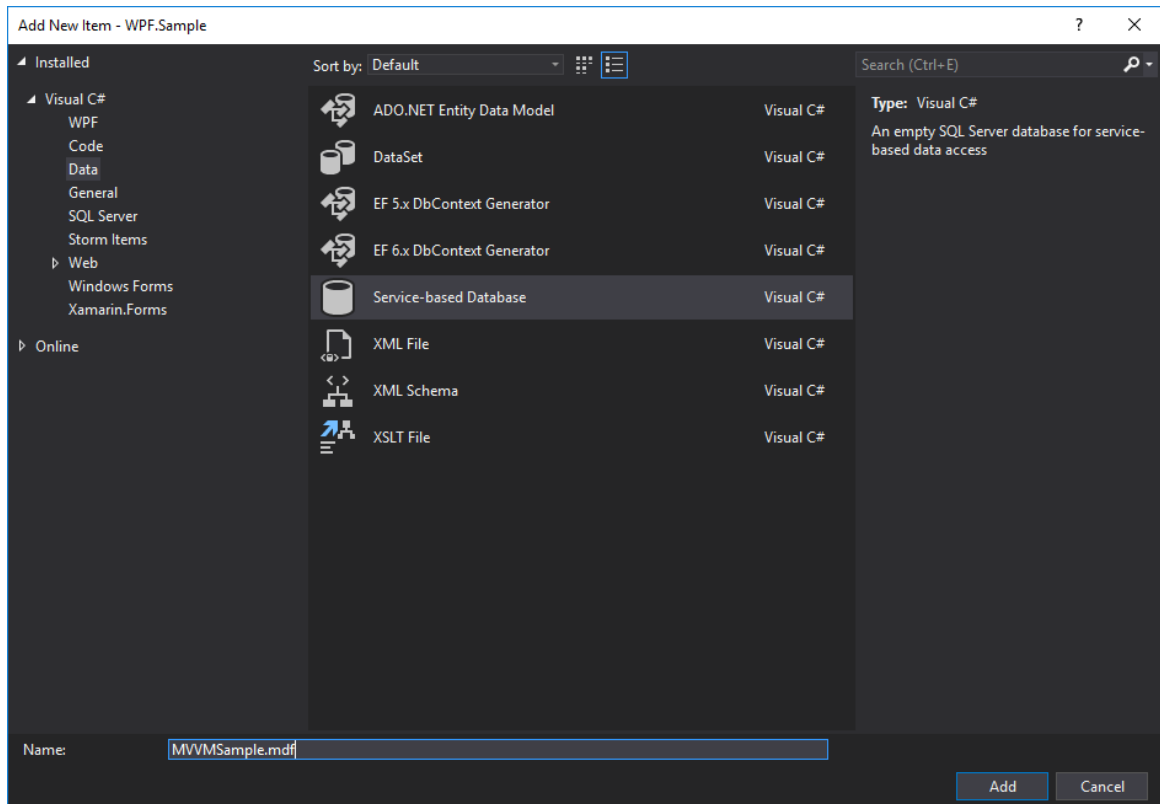 Add New Item - WPF.Sample
?
Installed
Visual C#
WPF
Code
Data
General
SQL Server
Storm Items
Web
Windows Forms
Xamarin.Forms
Online
Sort by: Default
ADO.NET Entity Data Model Visual C#
DataSet Visual C#
EF 5.x DbContext Generator Visual C#
EF 6.x DbContext Generator Visual C#
Service-based Database Visual C#
XML File Visual C#
XML Schema Visual C#
XSLT File Visual C#
Search (Ctrl+E)
Type: Visual C#
An empty SQL Server database for service-
based data access
Name: MVVMSample.mdf
Add Cancel